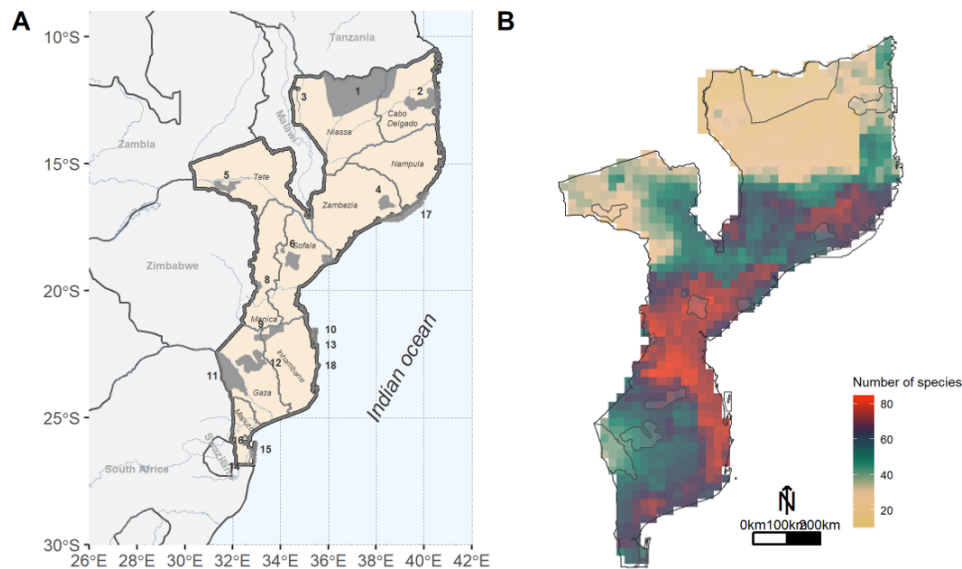 A
10°S
15°S
20°S
25°S
30°S
26°E 28°E 30°E 32°E 34°E 36°E 38°E 40°E 42°E
Tanzania
Zambia
Malawi
Zimbabwe
South Africa
Swaziland
Indian ocean
Niassa
Cabo
Delgado
Nampula
Tete
Zambezia
Sofala
Manica
Inhambane
Gaza
Maputo
1
2
3
4
5
6
7
8
9
10
11
12
13
14
15
16
17
18
B
Number of species
80
60
40
20
N
0km 100km 200km